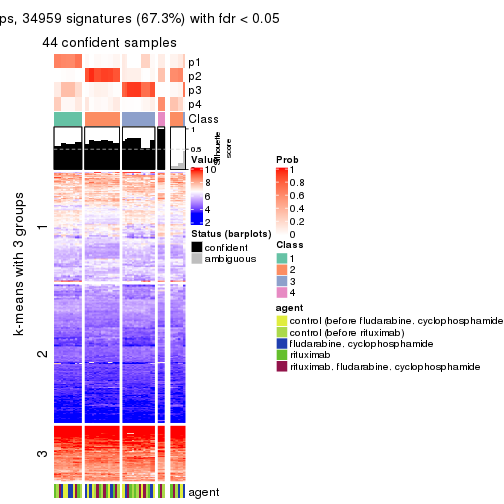 ps, 34959 signatures (67.3%) with fdr < 0.05
44 confident samples
p1
p2
p3
p4
Class
1
0.5
0
Silhouette
score
Value
10
8
6
4
2
Status (barplots)
confident
ambiguous
Prob
1
0.8
0.6
0.4
0.2
0
Class
1
2
3
4
agent
control (before fludarabine. cyclophosphamide
control (before rituximab)
fludarabine. cyclophosphamide
rituximab
rituximab. fludarabine. cyclophosphamide
k-means with 3 groups
1
2
3
agent